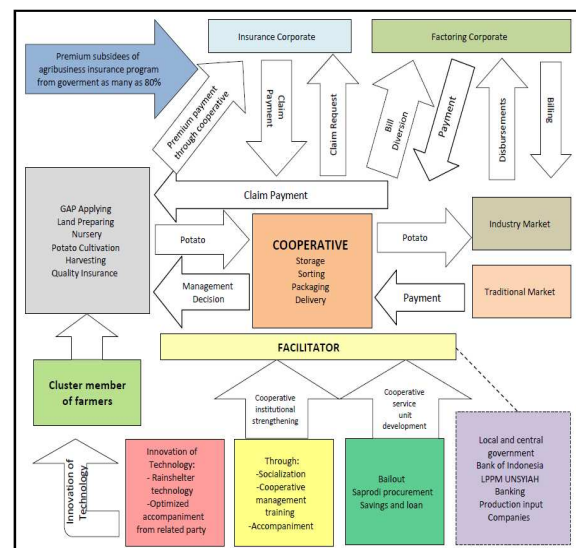 Premium subsidees of
agribusiness insurance program
from goverment as many as 80%
Insurance Corporate
Factoring Corporate
Premium payment
through cooperative
Claim
Payment
Claim Request
Bill
Diversion
Payment
Disbursements
Billing
Claim Payment
GAP Applying
Land Preparing
Nursery
Potato Cultivation
Harvesting
Quality Insurance
Potato
Management
Decision
COOPERATIVE
Storage
Sorting
Packaging
Delivery
Potato
Payment
Industry Market
Traditional Market
FACILITATOR
Cluster member
of farmers
Cooperative
institutional
strengthening
Cooperative
service
unit
development
Innovation of
Technology
Innovation of
Technology:
- Rainshelter
technology
-Optimized
accompaniment
from related party
Through:
-Socialization
-Cooperative
management
training
-Accompaniment
Bailout
Saprodi procurement
Savings and loan
Local and central
government
Bank of Indonesia
LPPM UNSYIAH
Banking
Production input
Companies